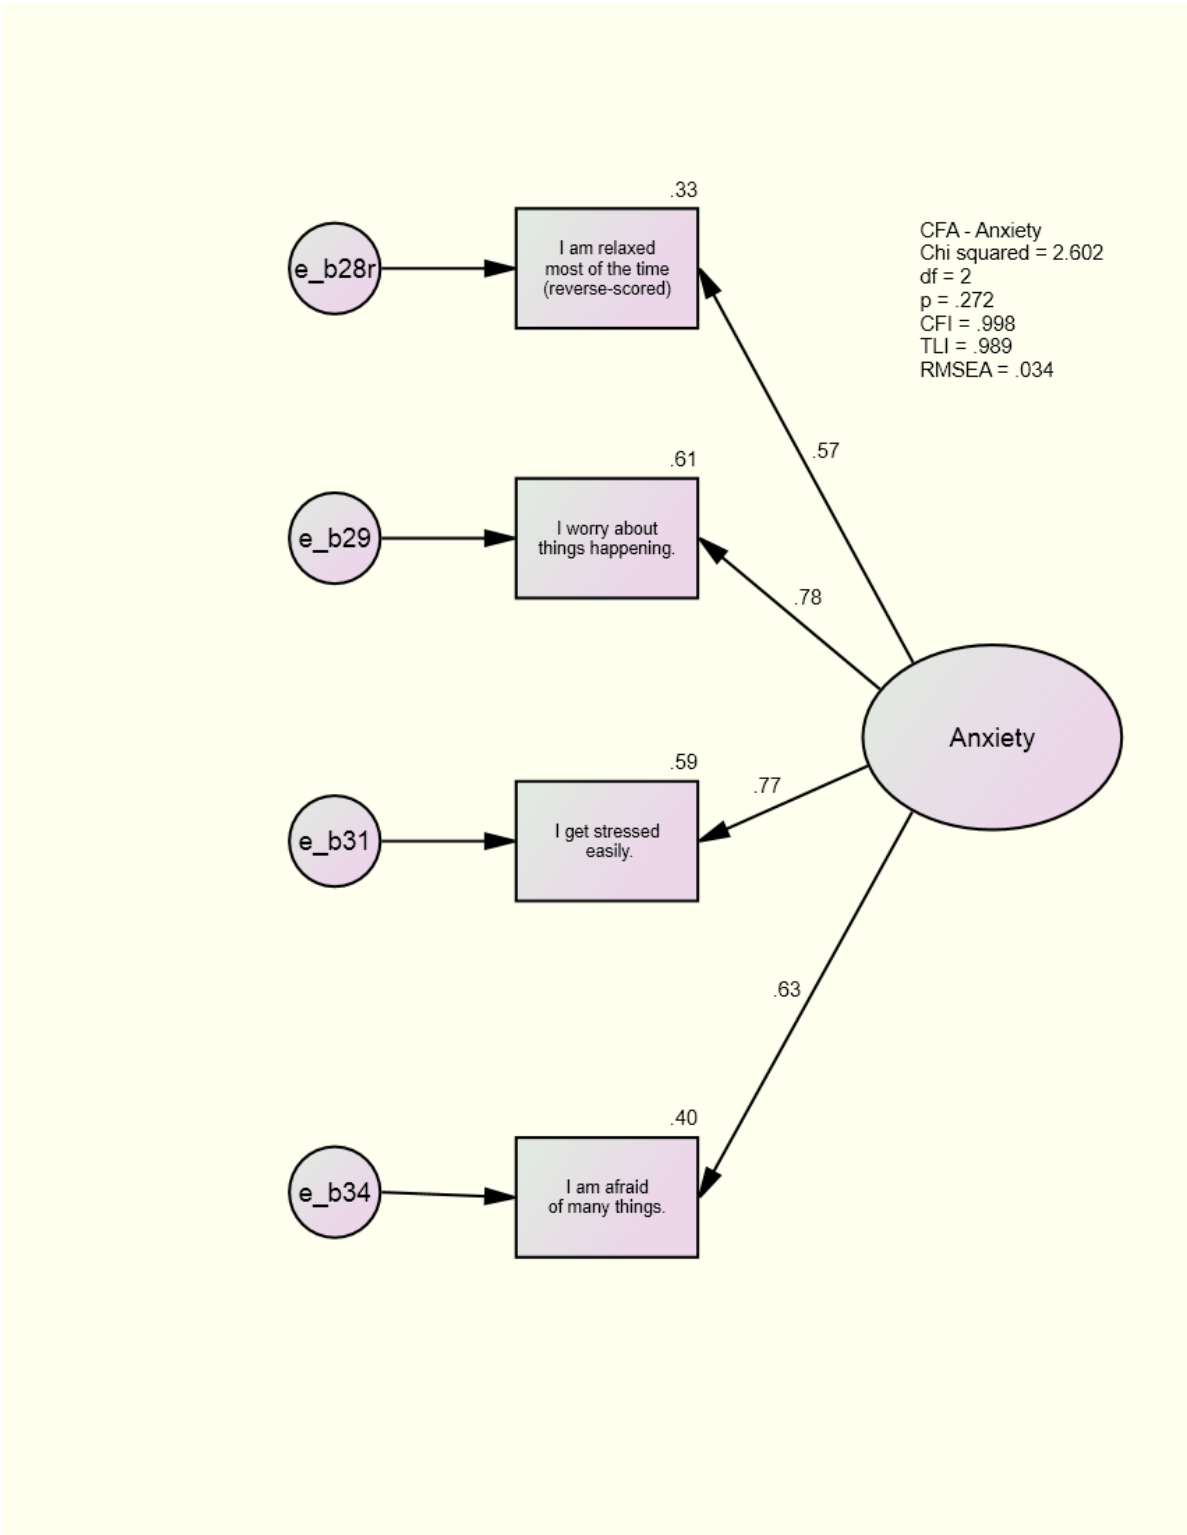 .33
e_b28r
I am relaxed
most of the time
(reverse-scored)
CFA - Anxiety
Chi squared = 2.602
df = 2
p = .272
CFI = .998
TLI = .989
RMSEA = .034
.57
.61
e_b29
I worry about
things happening.
.78
Anxiety
.59
.77
e_b31
I get stressed
easily.
.63
.40
e_b34
I am afraid
of many things.